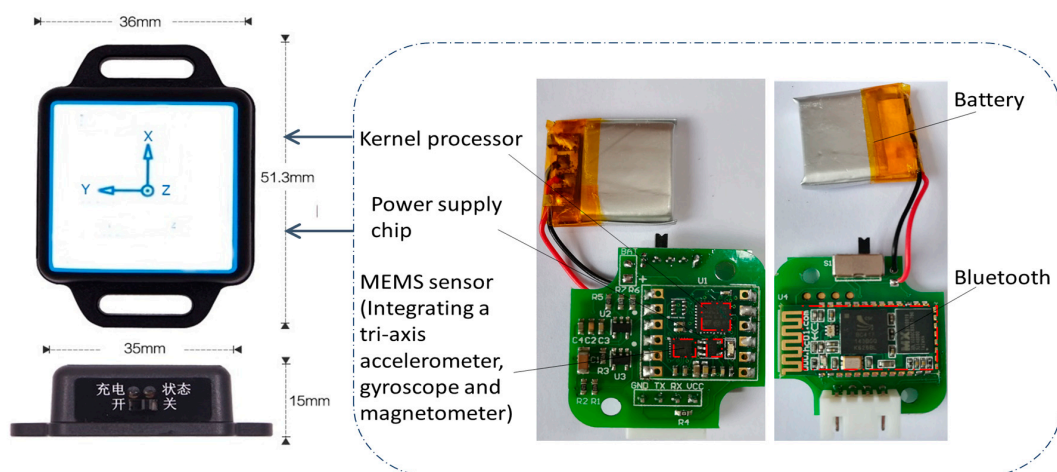 36mm
X
Y
Z
51.3mm
35mm
充电
状态
开
关
15mm
Kernel processor
Power supply
chip
MEMS sensor
(Integrating a
tri-axis
accelerometer,
gyroscope and
magnetometer)
BAT
+
R7 R6
R5
U1
U2
C4 C2 C3
R3
U3
GND TX RX VCC
R2 R1
R4
Battery
S1
Bluetooth
U4